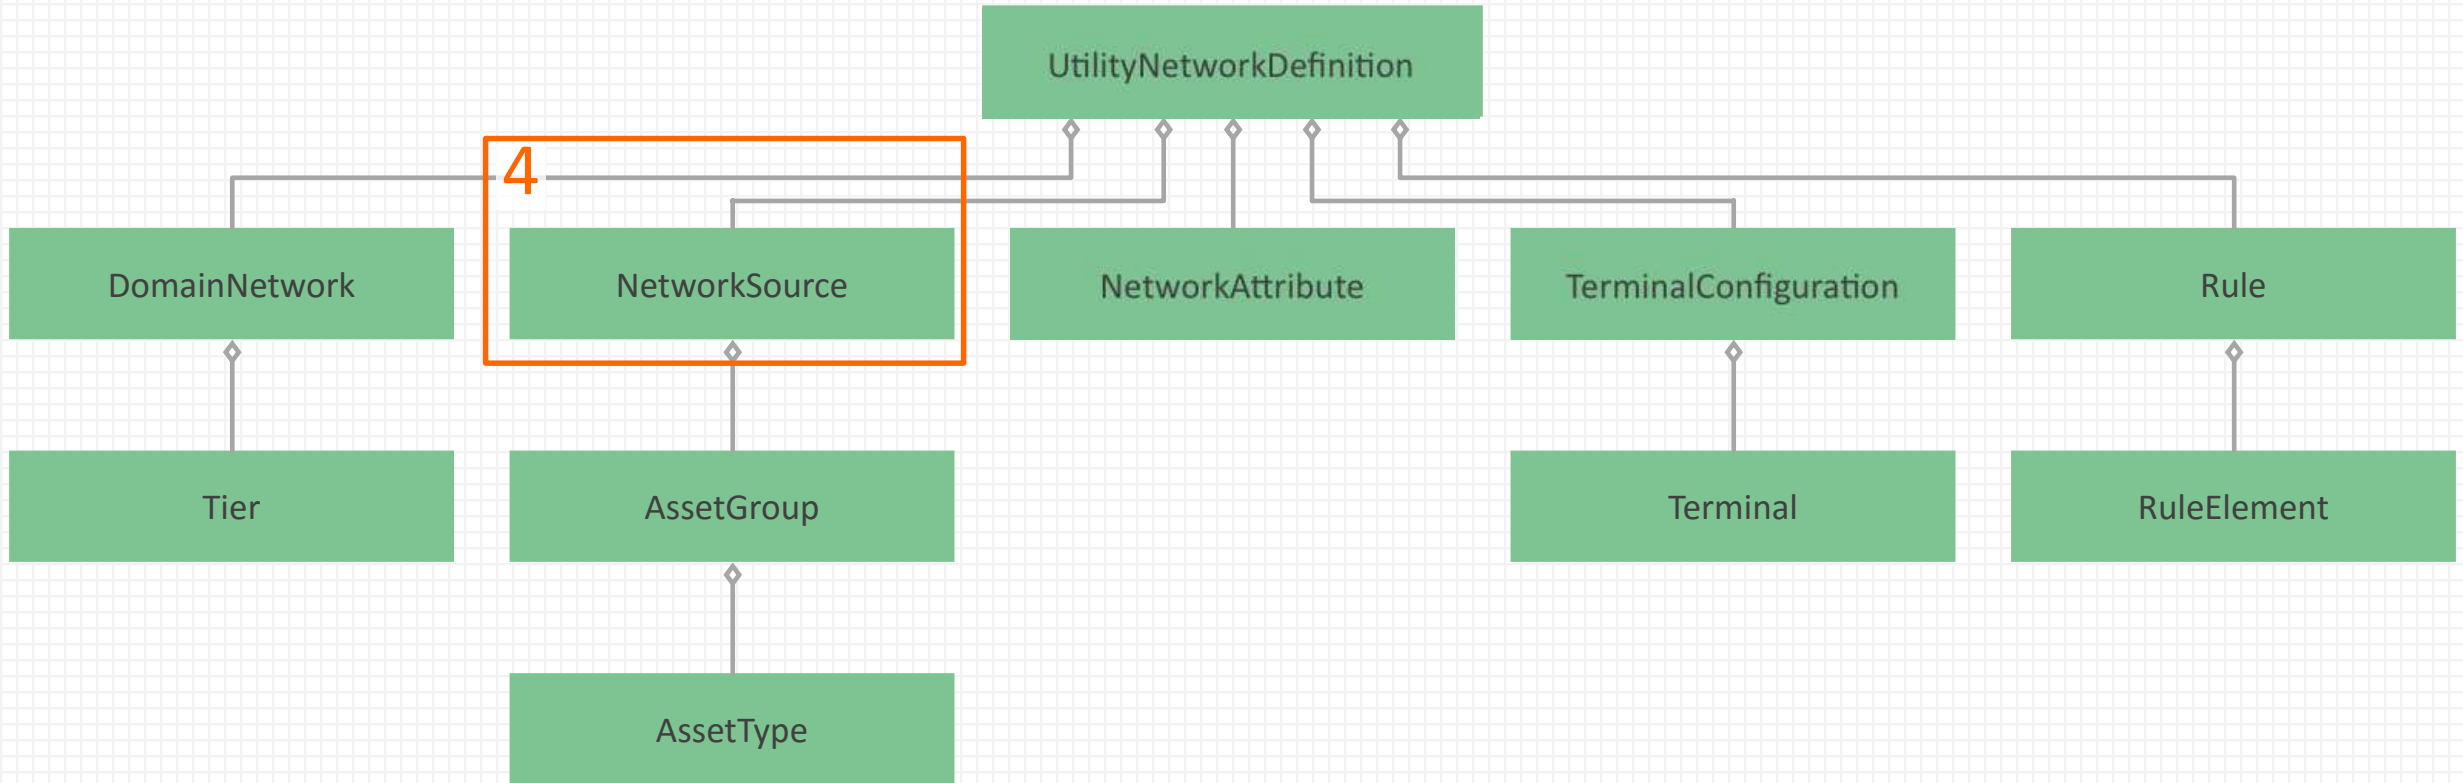 UtilityNetworkDefinition
4
DomainNetwork
NetworkSource
NetworkAttribute
TerminalConfiguration
Rule
Tier
AssetGroup
Terminal
RuleElement
AssetType